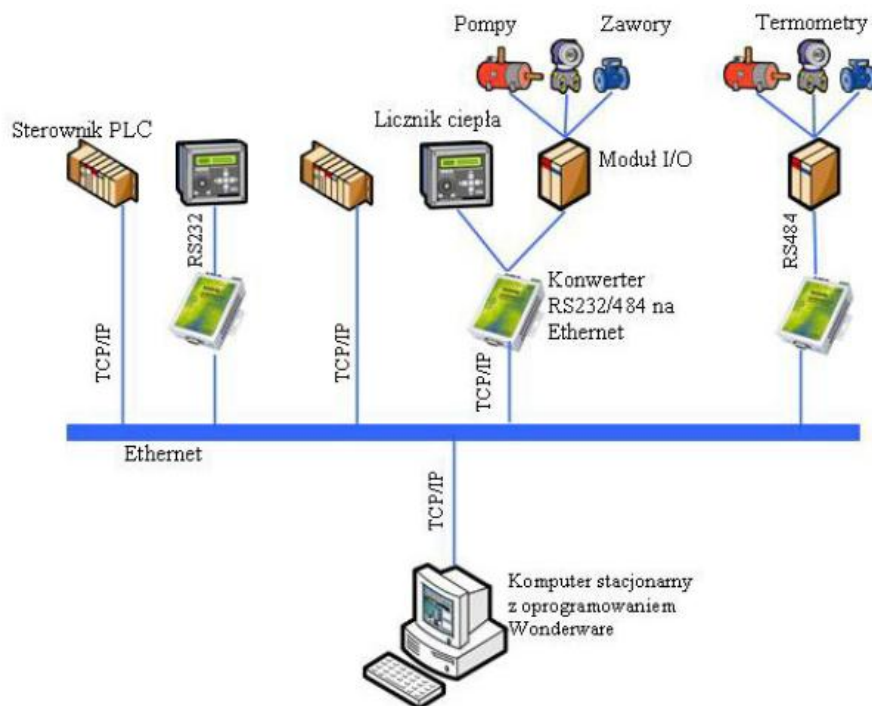 Pompy
Zawory
Termometry
Sterownik PLC
Licznik ciepła
Moduł I/O
RS232
RS484
Konwerter
RS232/484 na
Ethernet
TCP/IP
TCP/IP
TCP/IP
Ethernet
TCP/IP
Komputer stacjonarny
z oprogramowaniem
Wonderware